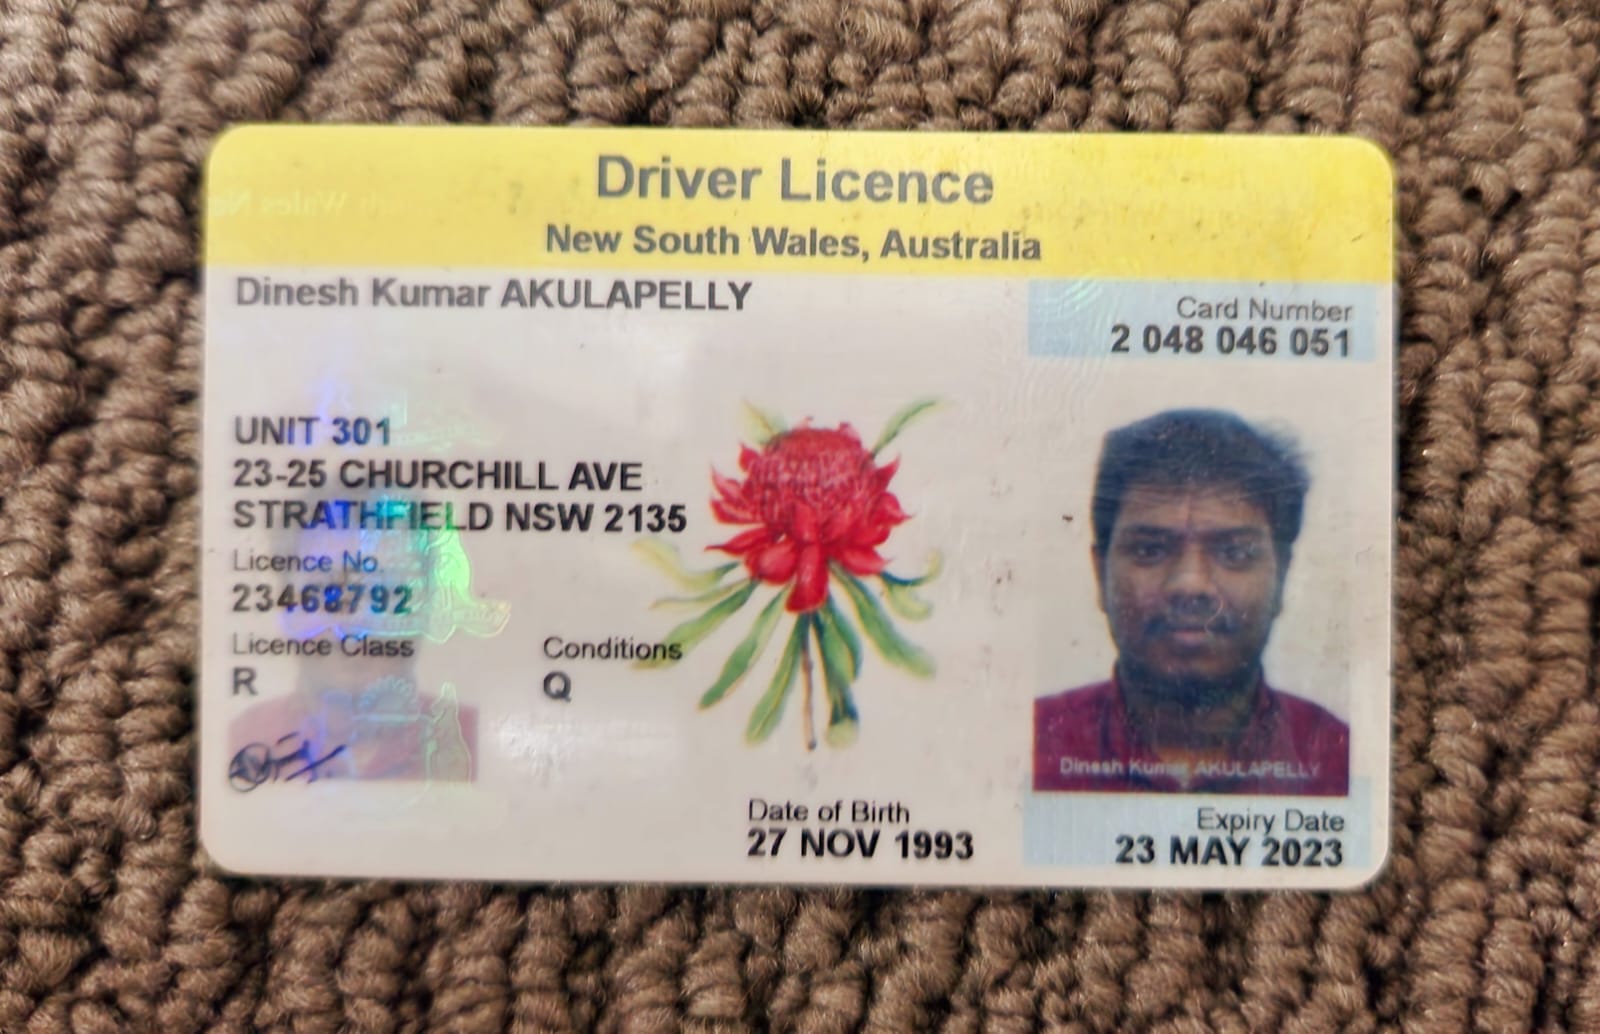 Driver Licence
New South Wales, Australia
Dinesh Kumar AKULAPELLY
Card Number
2 048 046 051
UNIT 301
23-25 CHURCHILL AVE
STRATHFIELD NSW 2135
Licence No.
23468792
Licence Class
Conditions
R
Q
Dinesh Kumar AKULAPELLY
Date of Birth
27 NOV 1993
Expiry Date
23 MAY 2023